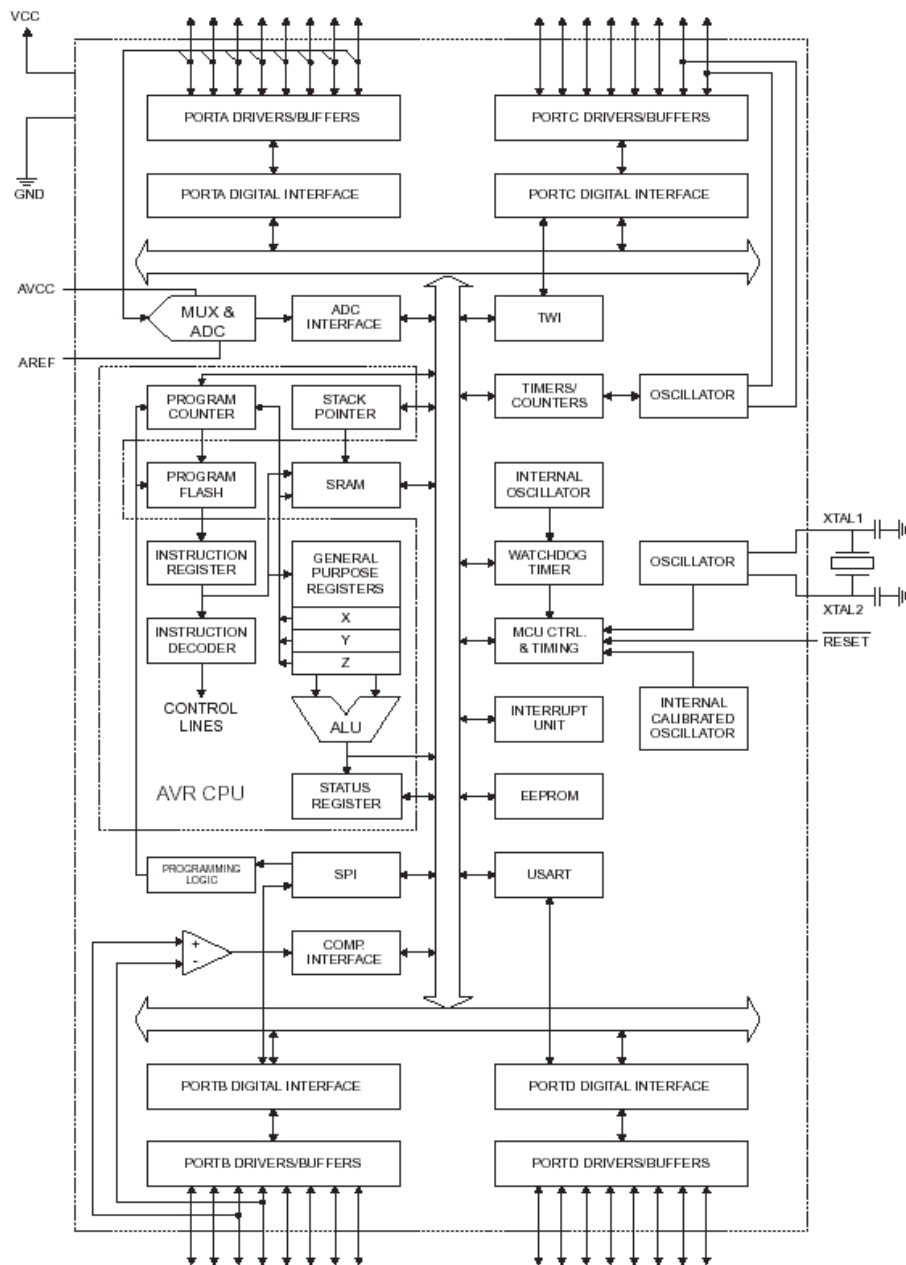 VCC
GND
PORTA DRIVERS/BUFFERS
PORTC DRIVERS/BUFFERS
PORTA DIGITAL INTERFACE
PORTC DIGITAL INTERFACE
AVCC
AREF
MUX &
ADC
ADC
INTERFACE
TWI
PROGRAM
COUNTER
STACK
POINTER
TIMERS/
COUNTERS
OSCILLATOR
PROGRAM
FLASH
SRAM
INTERNAL
OSCILLATOR
INSTRUCTION
REGISTER
GENERAL
PURPOSE
REGISTERS
X
Y
Z
WATCHDOG
TIMER
OSCILLATOR
XTAL1
XTAL2
INSTRUCTION
DECODER
MCU CTRL.
& TIMING
RESET
CONTROL
LINES
ALU
INTERRUPT
UNIT
INTERNAL
CALIBRATED
OSCILLATOR
AVR CPU
STATUS
REGISTER
EEPROM
PROGRAMMING
LOGIC
SPI
USART
+
-
COMP.
INTERFACE
PORTB DIGITAL INTERFACE
PORTD DIGITAL INTERFACE
PORTB DRIVERS/BUFFERS
PORTD DRIVERS/BUFFERS